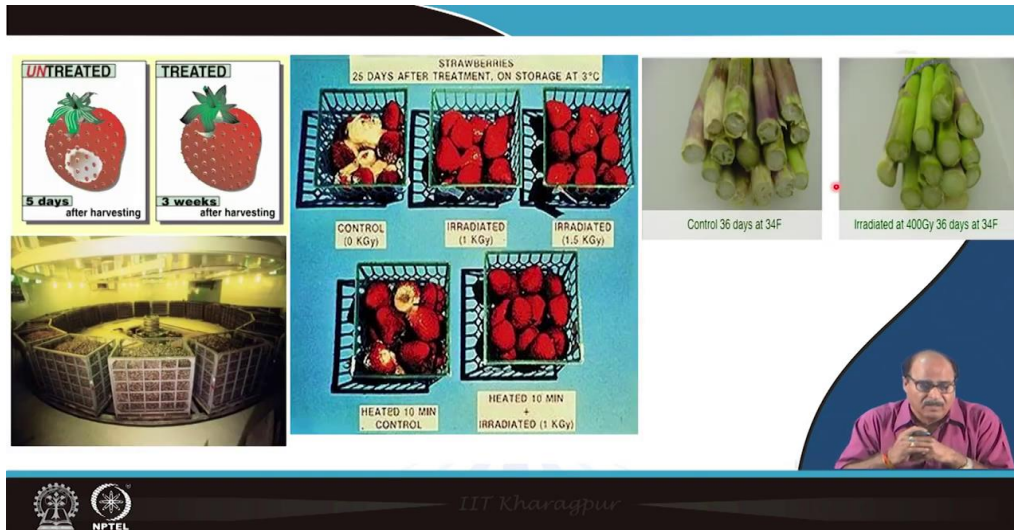 UNTREATED
5 days
after harvesting
TREATED
3 weeks
after harvesting
STRAWBERRIES
25 DAYS AFTER TREATMENT, ON STORAGE AT 3°C
CONTROL
(0 KGy)
IRRADIATED
(1 KGy)
IRRADIATED
(1.5 KGy)
HEATED 10 MIN
CONTROL
HEATED 10 MIN
+
IRRADIATED (1 KGy)
Control 36 days at 34F
Irradiated at 400Gy 36 days at 34F
NPTEL
IIT Kharagpur